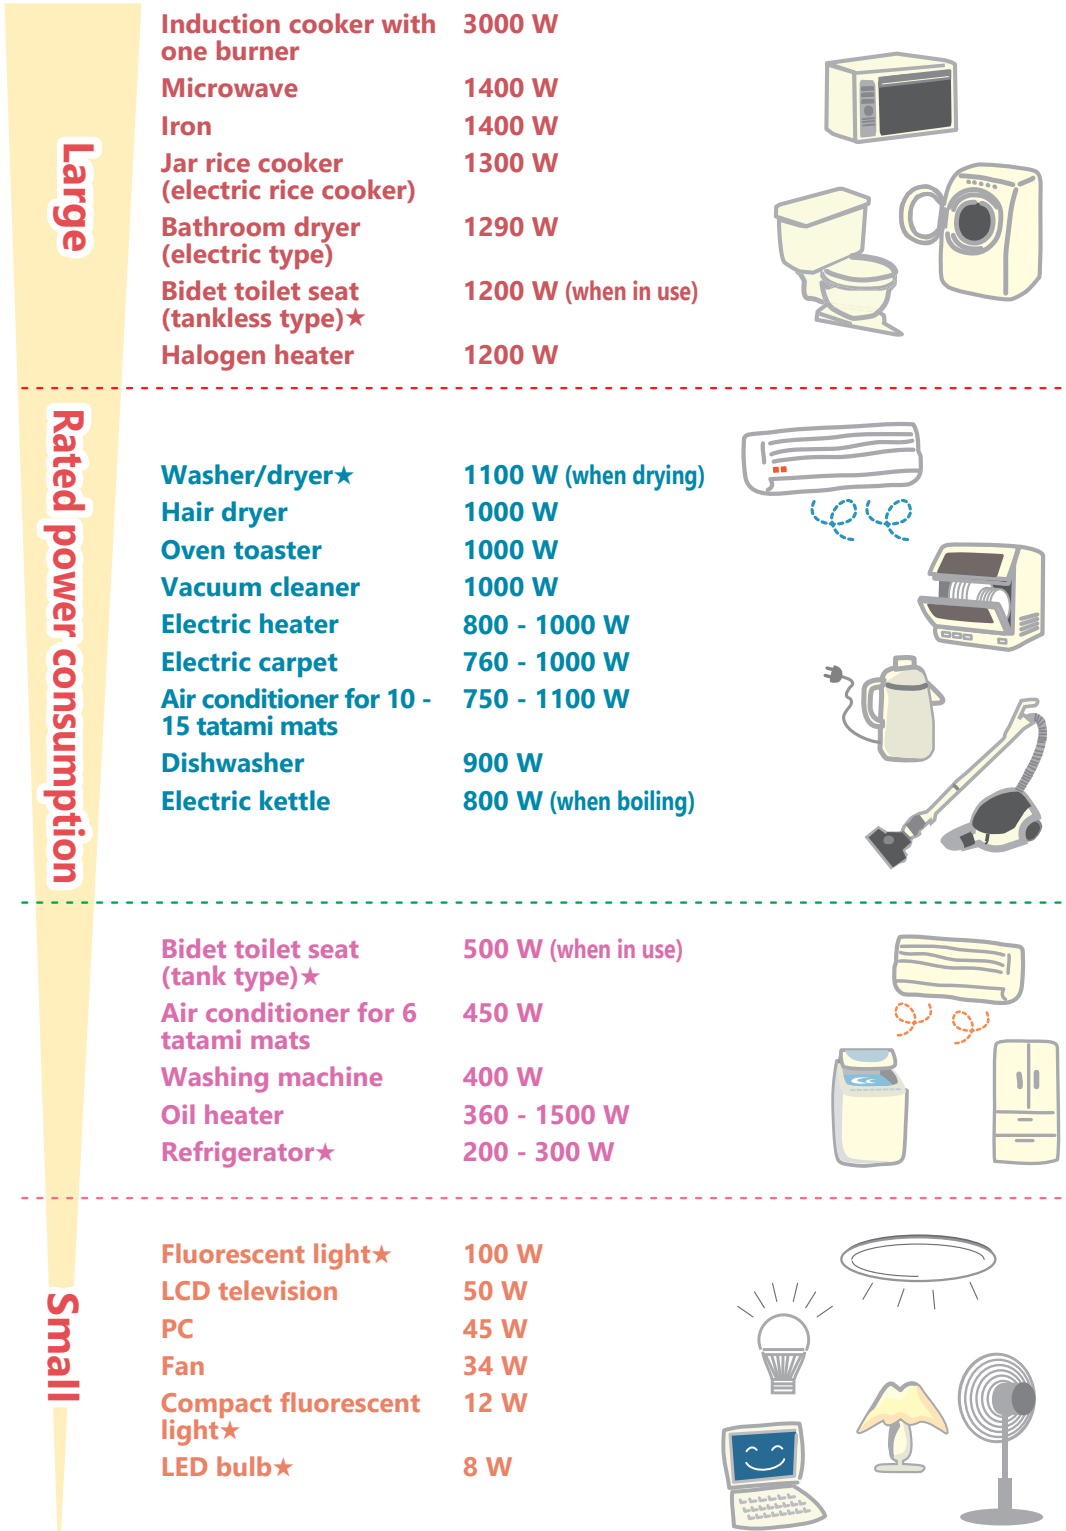 Large
Rated power consumption
Small
Induction cooker with 3000 W
one burner
Microwave 1400 W
Iron 1400 W
Jar rice cooker 1300 W
(electric rice cooker)
Bathroom dryer 1290 W
(electric type)
Bidet toilet seat 1200 W (when in use)
(tankless type)★
Halogen heater 1200 W
Washer/dryer★ 1100 W (when drying)
Hair dryer 1000 W
Oven toaster 1000 W
Vacuum cleaner 1000 W
Electric heater 800 - 1000 W
Electric carpet 760 - 1000 W
Air conditioner for 10 - 750 - 1100 W
15 tatami mats
Dishwasher 900 W
Electric kettle 800 W (when boiling)
Bidet toilet seat 500 W (when in use)
(tank type)★
Air conditioner for 6 450 W
tatami mats
Washing machine 400 W
Oil heater 360 - 1500 W
Refrigerator★ 200 - 300 W
Fluorescent light★ 100 W
LCD television 50 W
PC 45 W
Fan 34 W
Compact fluorescent 12 W
light★
LED bulb★ 8 W